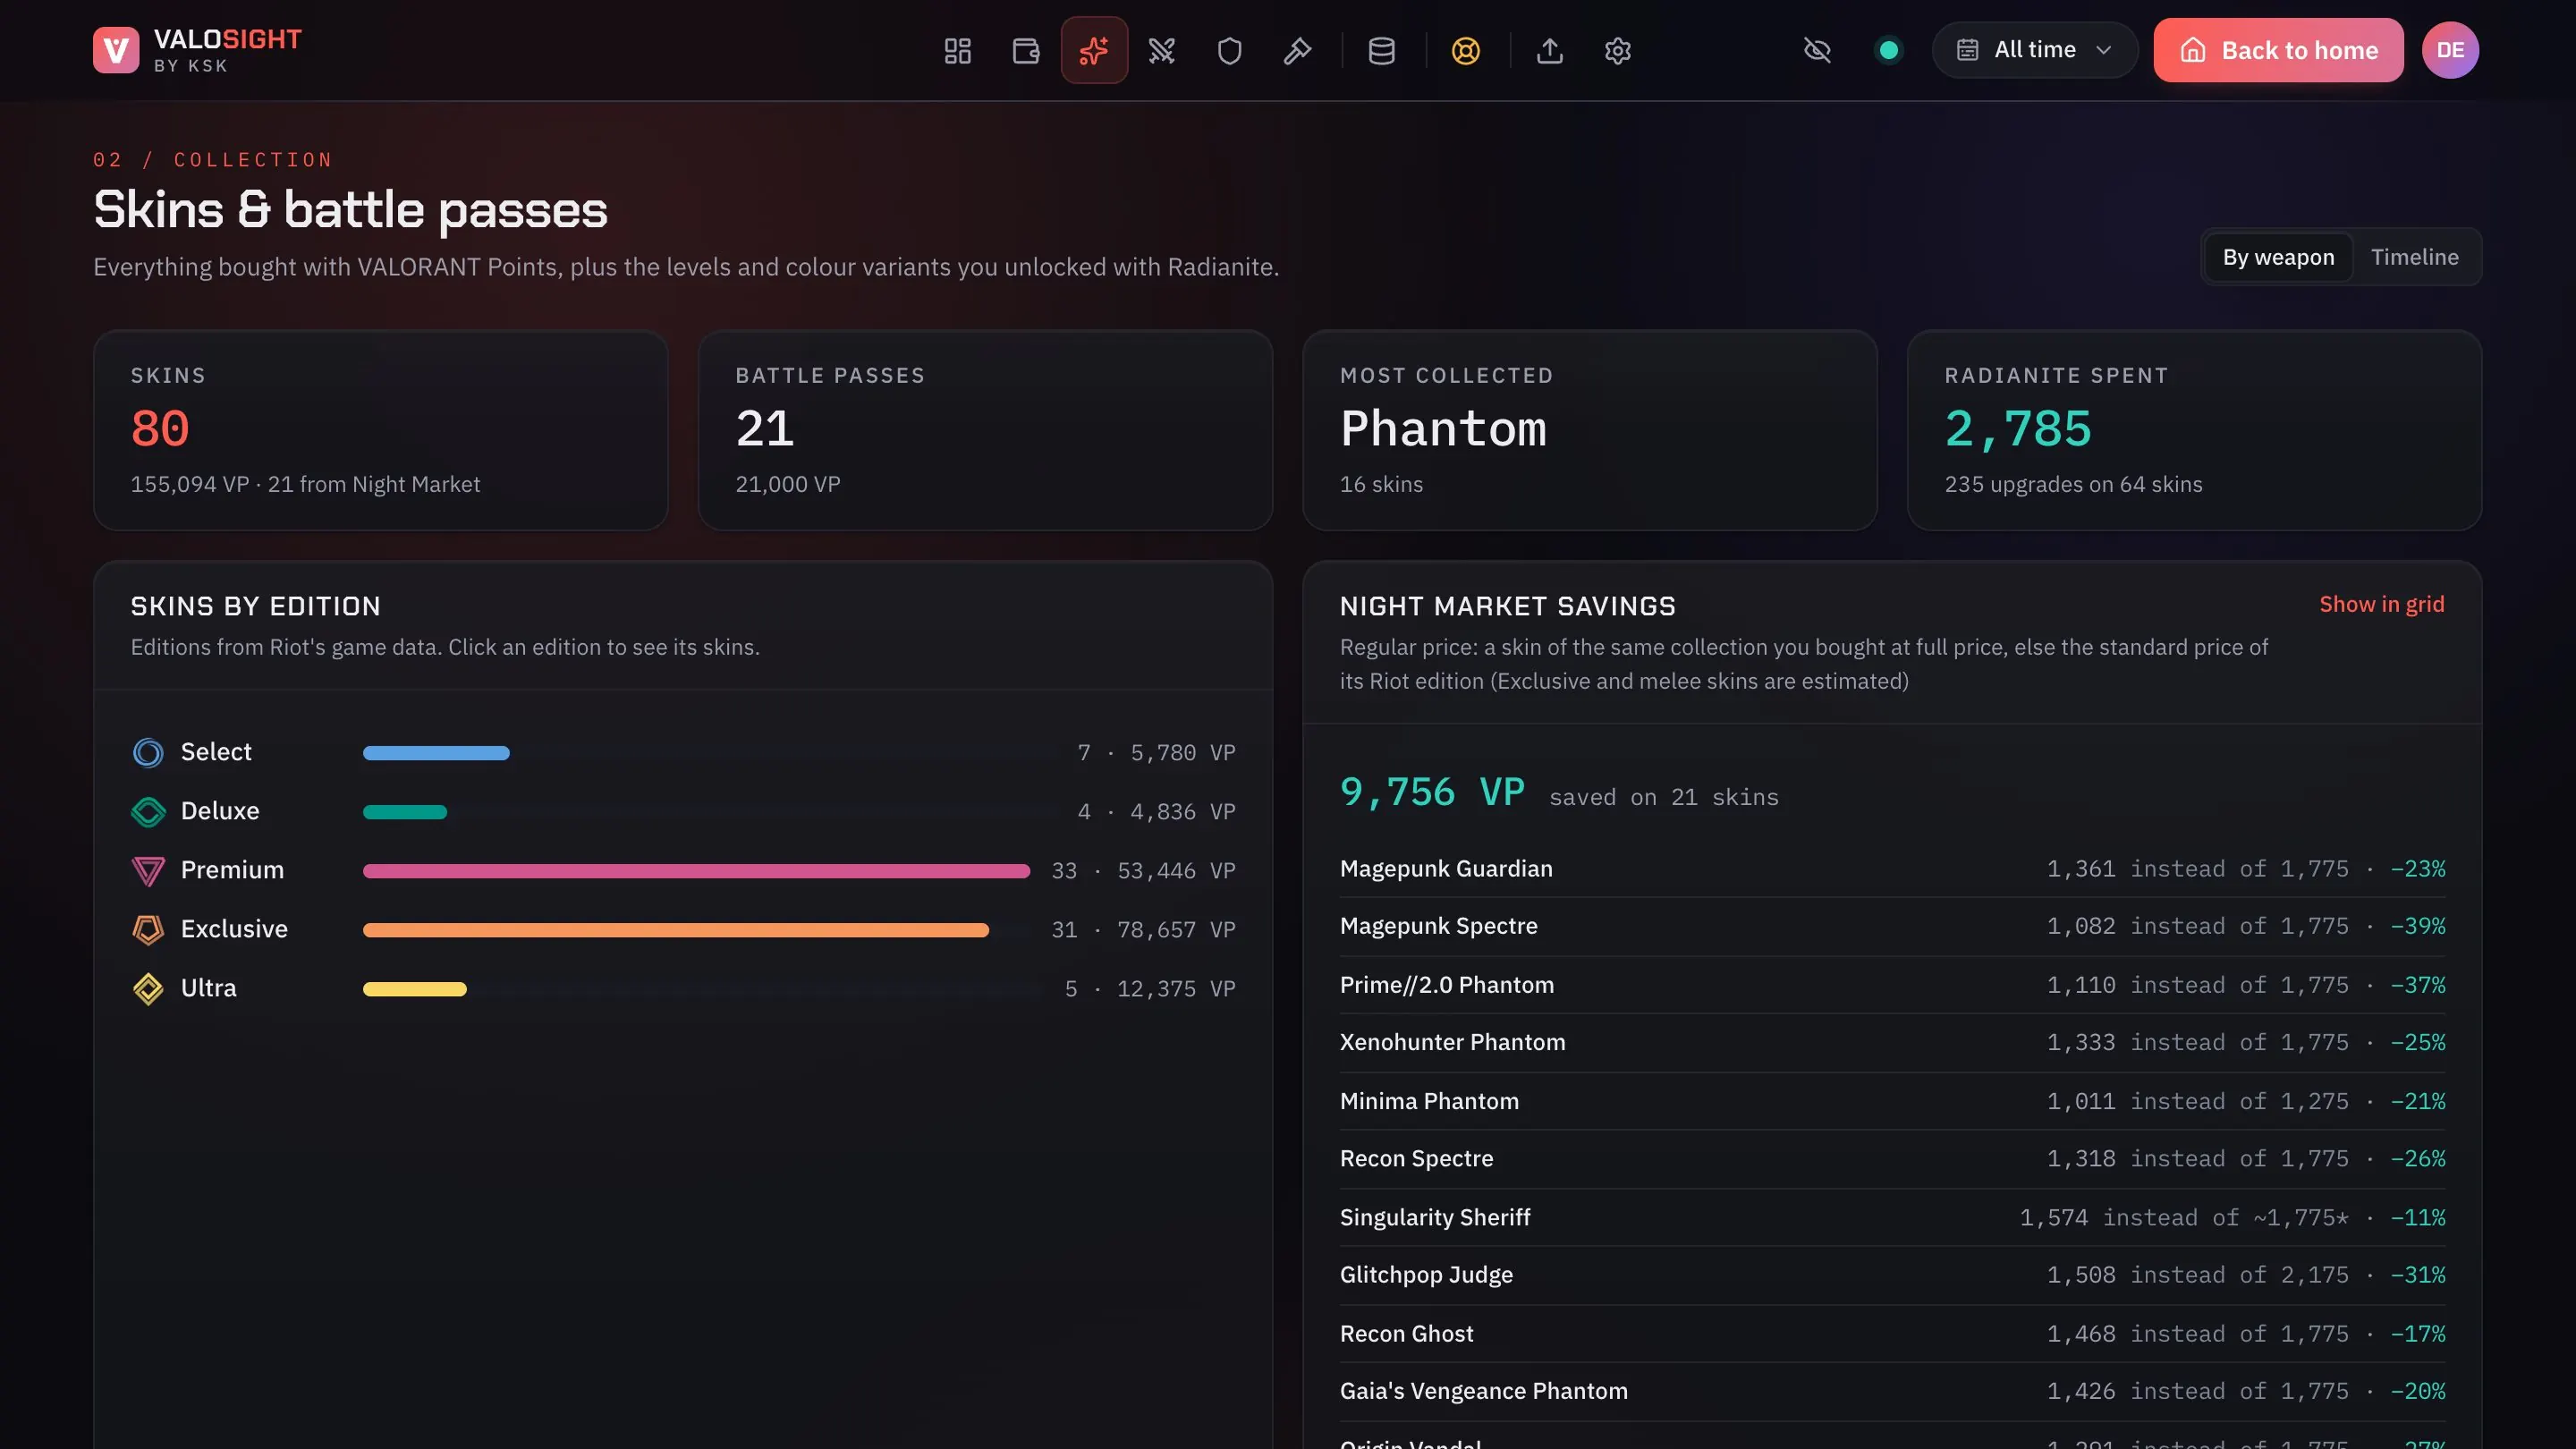 VALOSIGHT
BY KSK
All time
Back to home
DE
02 / COLLECTION
Skins & battle passes
Everything bought with VALORANT Points, plus the levels and colour variants you unlocked with Radianite.
By weapon
Timeline
SKINS
80
155,094 VP · 21 from Night Market
BATTLE PASSES
21
21,000 VP
MOST COLLECTED
Phantom
16 skins
RADIANITE SPENT
2,785
235 upgrades on 64 skins
SKINS BY EDITION
Editions from Riot's game data. Click an edition to see its skins.
Select 7 · 5,780 VP
Deluxe 4 · 4,836 VP
Premium 33 · 53,446 VP
Exclusive 31 · 78,657 VP
Ultra 5 · 12,375 VP
NIGHT MARKET SAVINGS
Show in grid
Regular price: a skin of the same collection you bought at full price, else the standard price of
its Riot edition (Exclusive and melee skins are estimated)
9,756 VP saved on 21 skins
Magepunk Guardian 1,361 instead of 1,775 · −23%
Magepunk Spectre 1,082 instead of 1,775 · −39%
Prime//2.0 Phantom 1,110 instead of 1,775 · −37%
Xenohunter Phantom 1,333 instead of 1,775 · −25%
Minima Phantom 1,011 instead of 1,275 · −21%
Recon Spectre 1,318 instead of 1,775 · −26%
Singularity Sheriff 1,574 instead of ~1,775* · −11%
Glitchpop Judge 1,508 instead of 2,175 · −31%
Recon Ghost 1,468 instead of 1,775 · −17%
Gaia's Vengeance Phantom 1,426 instead of 1,775 · −20%